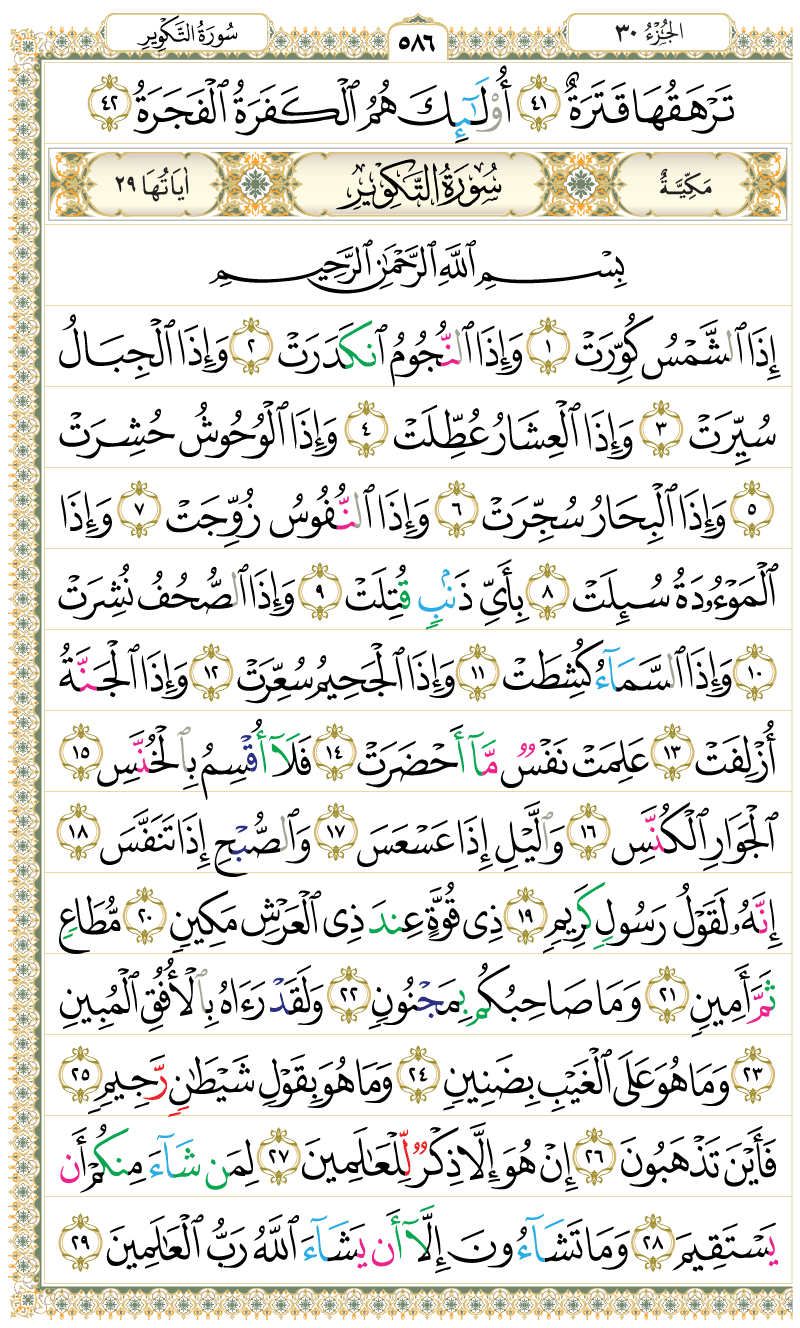 الجُزْءُ ٣٠ ٥٨٦ سُورَةُ التَّكْوِيرِ
تَرْهَقُهَا قَتَرَةٌ ٤١ أُو۟لَـٰٓئِكَ هُمُ ٱلْكَفَرَةُ ٱلْفَجَرَةُ ٤٢
مَكِّيَّةٌ سُورَةُ التَّكْوِيرِ اٰيَاتُهَا ٢٩
بِسْمِ ٱللَّهِ ٱلرَّحْمَـٰنِ ٱلرَّحِيمِ
إِذَا ٱلشَّمْسُ كُوِّرَتْ ١ وَإِذَا ٱلنُّجُومُ ٱنكَدَرَتْ ٢ وَإِذَا ٱلْجِبَالُ
سُيِّرَتْ ٣ وَإِذَا ٱلْعِشَارُ عُطِّلَتْ ٤ وَإِذَا ٱلْوُحُوشُ حُشِرَتْ
٥ وَإِذَا ٱلْبِحَارُ سُجِّرَتْ ٦ وَإِذَا ٱلنُّفُوسُ زُوِّجَتْ ٧ وَإِذَا
ٱلْمَوْءُۥدَةُ سُئِلَتْ ٨ بِأَىِّ ذَنۢبٍ قُتِلَتْ ٩ وَإِذَا ٱلصُّحُفُ نُشِرَتْ
١٠ وَإِذَا ٱلسَّمَآءُ كُشِطَتْ ١١ وَإِذَا ٱلْجَحِيمُ سُعِّرَتْ ١٢ وَإِذَا ٱلْجَنَّةُ
أُزْلِفَتْ ١٣ عَلِمَتْ نَفْسٌ مَّآ أَحْضَرَتْ ١٤ فَلَآ أُقْسِمُ بِٱلْخُنَّسِ ١٥
ٱلْجَوَارِ ٱلْكُنَّسِ ١٦ وَٱلَّيْلِ إِذَا عَسْعَسَ ١٧ وَٱلصُّبْحِ إِذَا تَنَفَّسَ ١٨
إِنَّهُۥ لَقَوْلُ رَسُولٍ كَرِيمٍ ١٩ ذِى قُوَّةٍ عِندَ ذِى ٱلْعَرْشِ مَكِينٍ ٢٠ مُّطَاعٍ
ثَمَّ أَمِينٍ ٢١ وَمَا صَاحِبُكُم بِمَجْنُونٍ ٢٢ وَلَقَدْ رَءَاهُ بِٱلْأُفُقِ ٱلْمُبِينِ
٢٣ وَمَا هُوَ عَلَى ٱلْغَيْبِ بِضَنِينٍ ٢٤ وَمَا هُوَ بِقَوْلِ شَيْطَـٰنٍ رَّجِيمٍ ٢٥
فَأَيْنَ تَذْهَبُونَ ٢٦ إِنْ هُوَ إِلَّا ذِكْرٌ لِّلْعَـٰلَمِينَ ٢٧ لِمَن شَآءَ مِنكُمْ أَن
يَسْتَقِيمَ ٢٨ وَمَا تَشَآءُونَ إِلَّآ أَن يَشَآءَ ٱللَّهُ رَبُّ ٱلْعَـٰلَمِينَ ٢٩